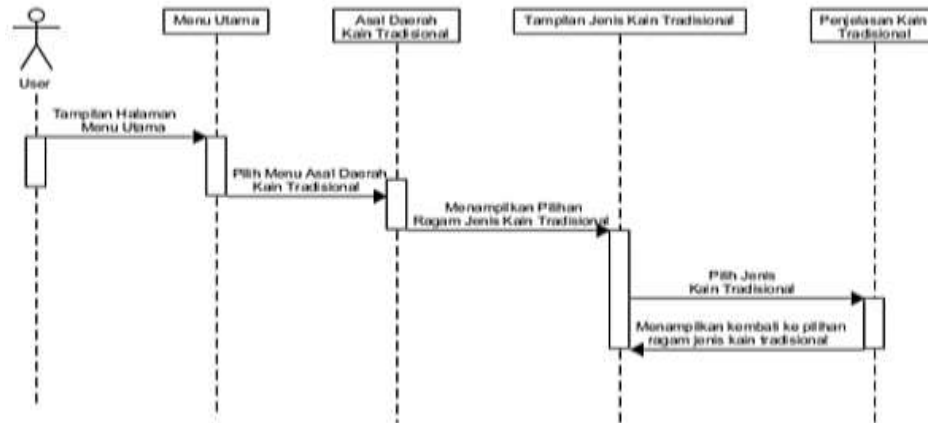 Menu Utama
Asal Daerah
Kain Tradisional
Tampilan Jenis Kain Tradisional
Penjelasan Kain
Tradisional
User
Tampilan Halaman
Menu Utama
Pilih Menu Asal Daerah
Kain Tradisional
Menampilkan Pilihan
Ragam Jenis Kain Tradisional
Pilih Jenis
Kain Tradisional
Menampilkan kembali ke pilihan
ragam jenis kain tradisional